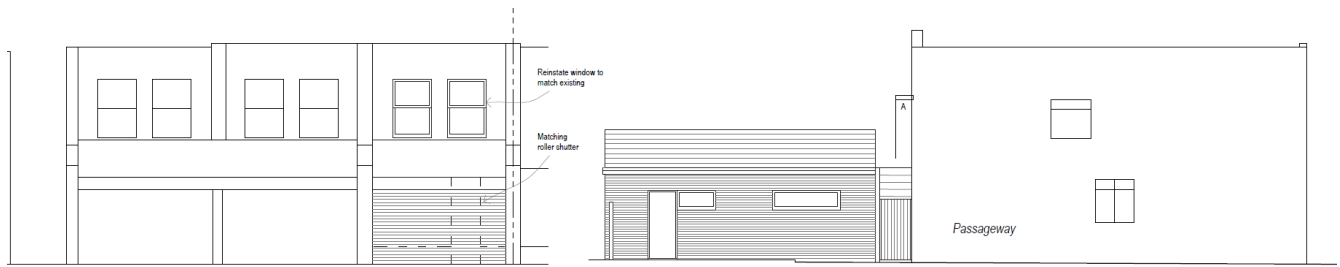 Reinstate window to
match existing
Matching
roller shutter
A
Passageway